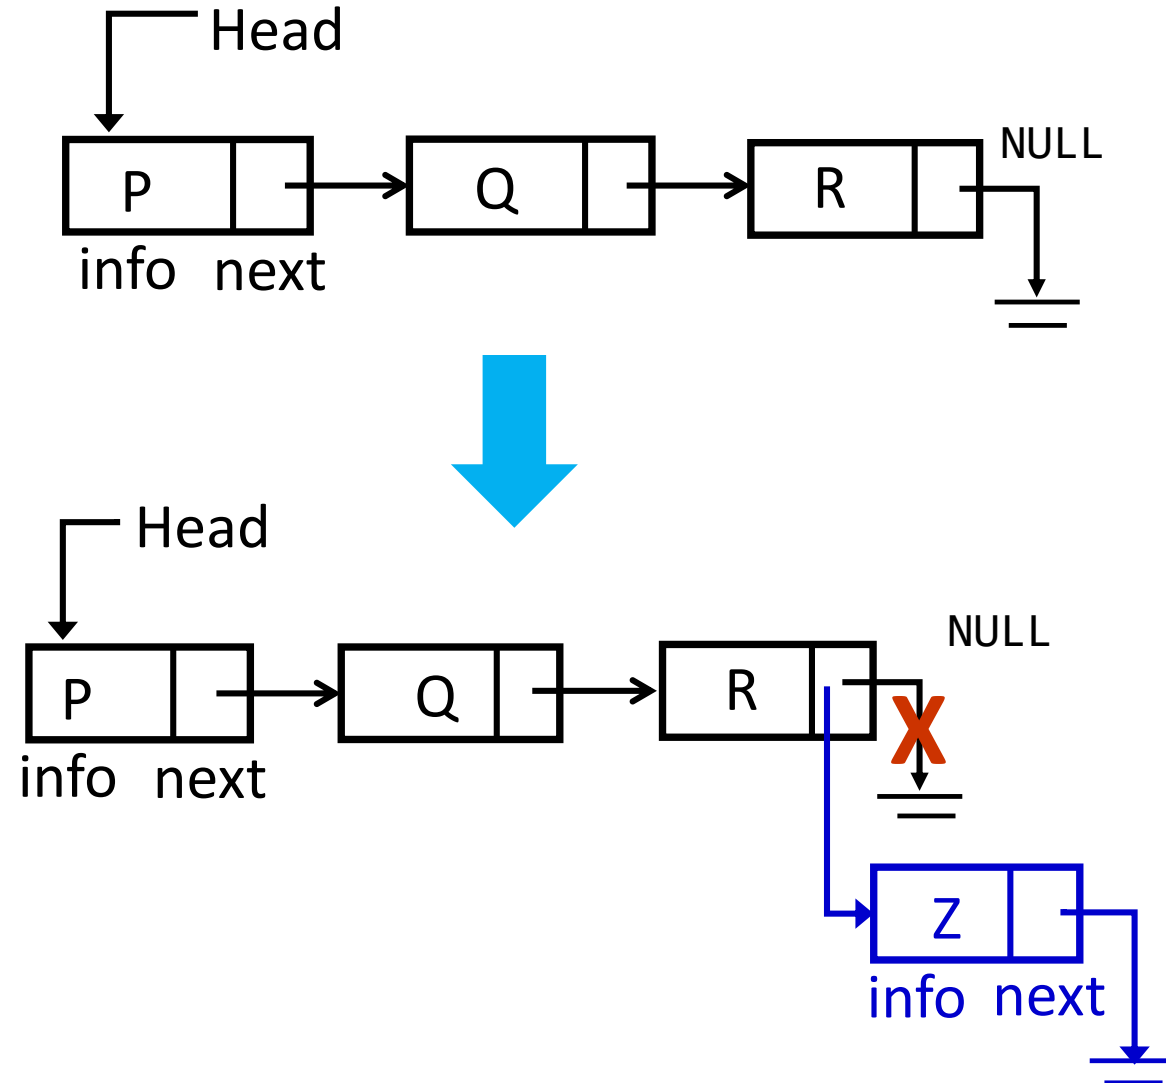 Head
NULL
P Q R
info next
Head
NULL
P Q R
X
info next
Z
info next